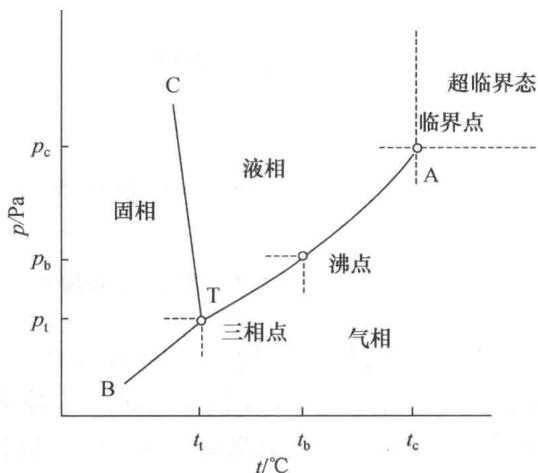 C
超临界态
临界点
p_c
液相
A
固相
p/Pa
p_b
沸点
T
p_t
三相点
气相
B
t_t
t_b
t_c
t/℃